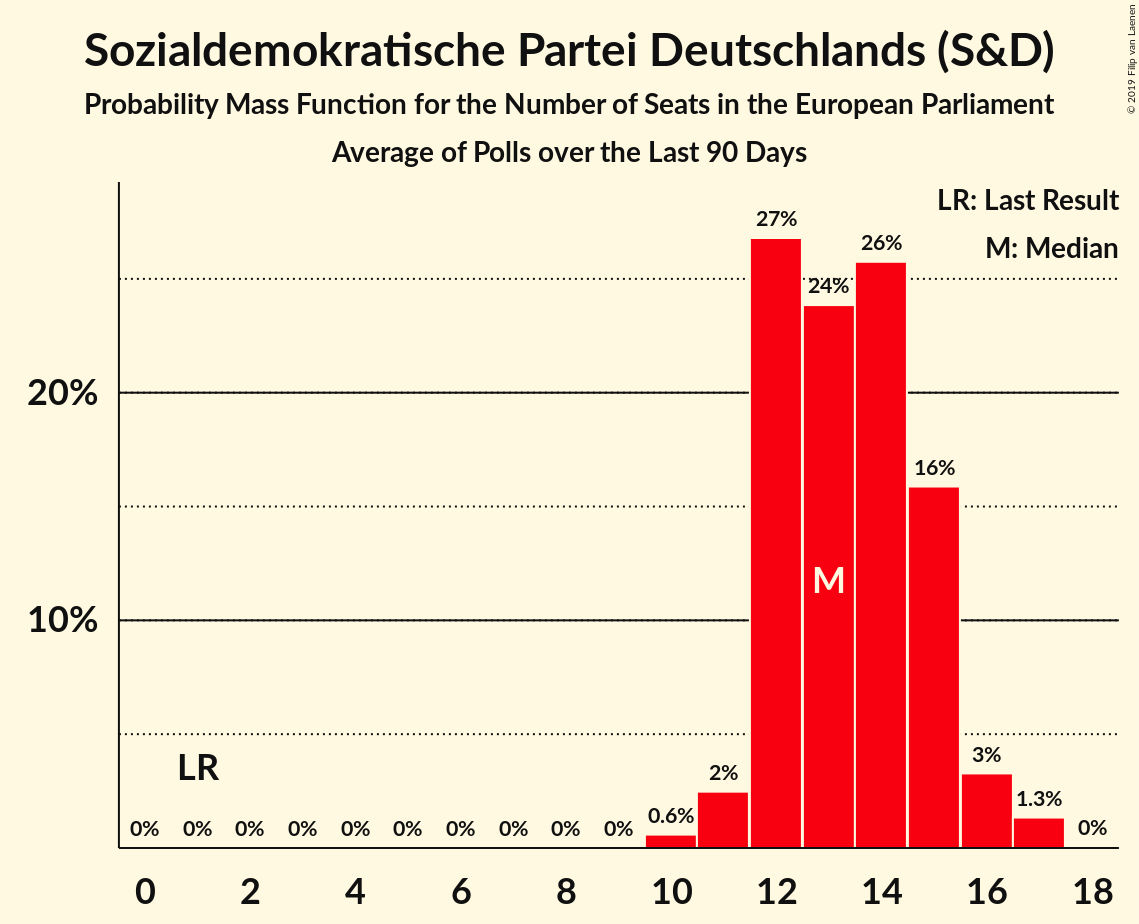 Sozialdemokratische Partei Deutschlands (S&D)
Probability Mass Function for the Number of Seats in the European Parliament
Average of Polls over the Last 90 Days
© 2019 Filip van Laenen
LR: Last Result
M: Median
27%
26%
24%
20%
16%
M
10%
LR
3%
2%
1.3%
0.6%
0% 0% 0% 0% 0% 0% 0% 0% 0% 0% 0%
0 2 4 6 8 10 12 14 16 18